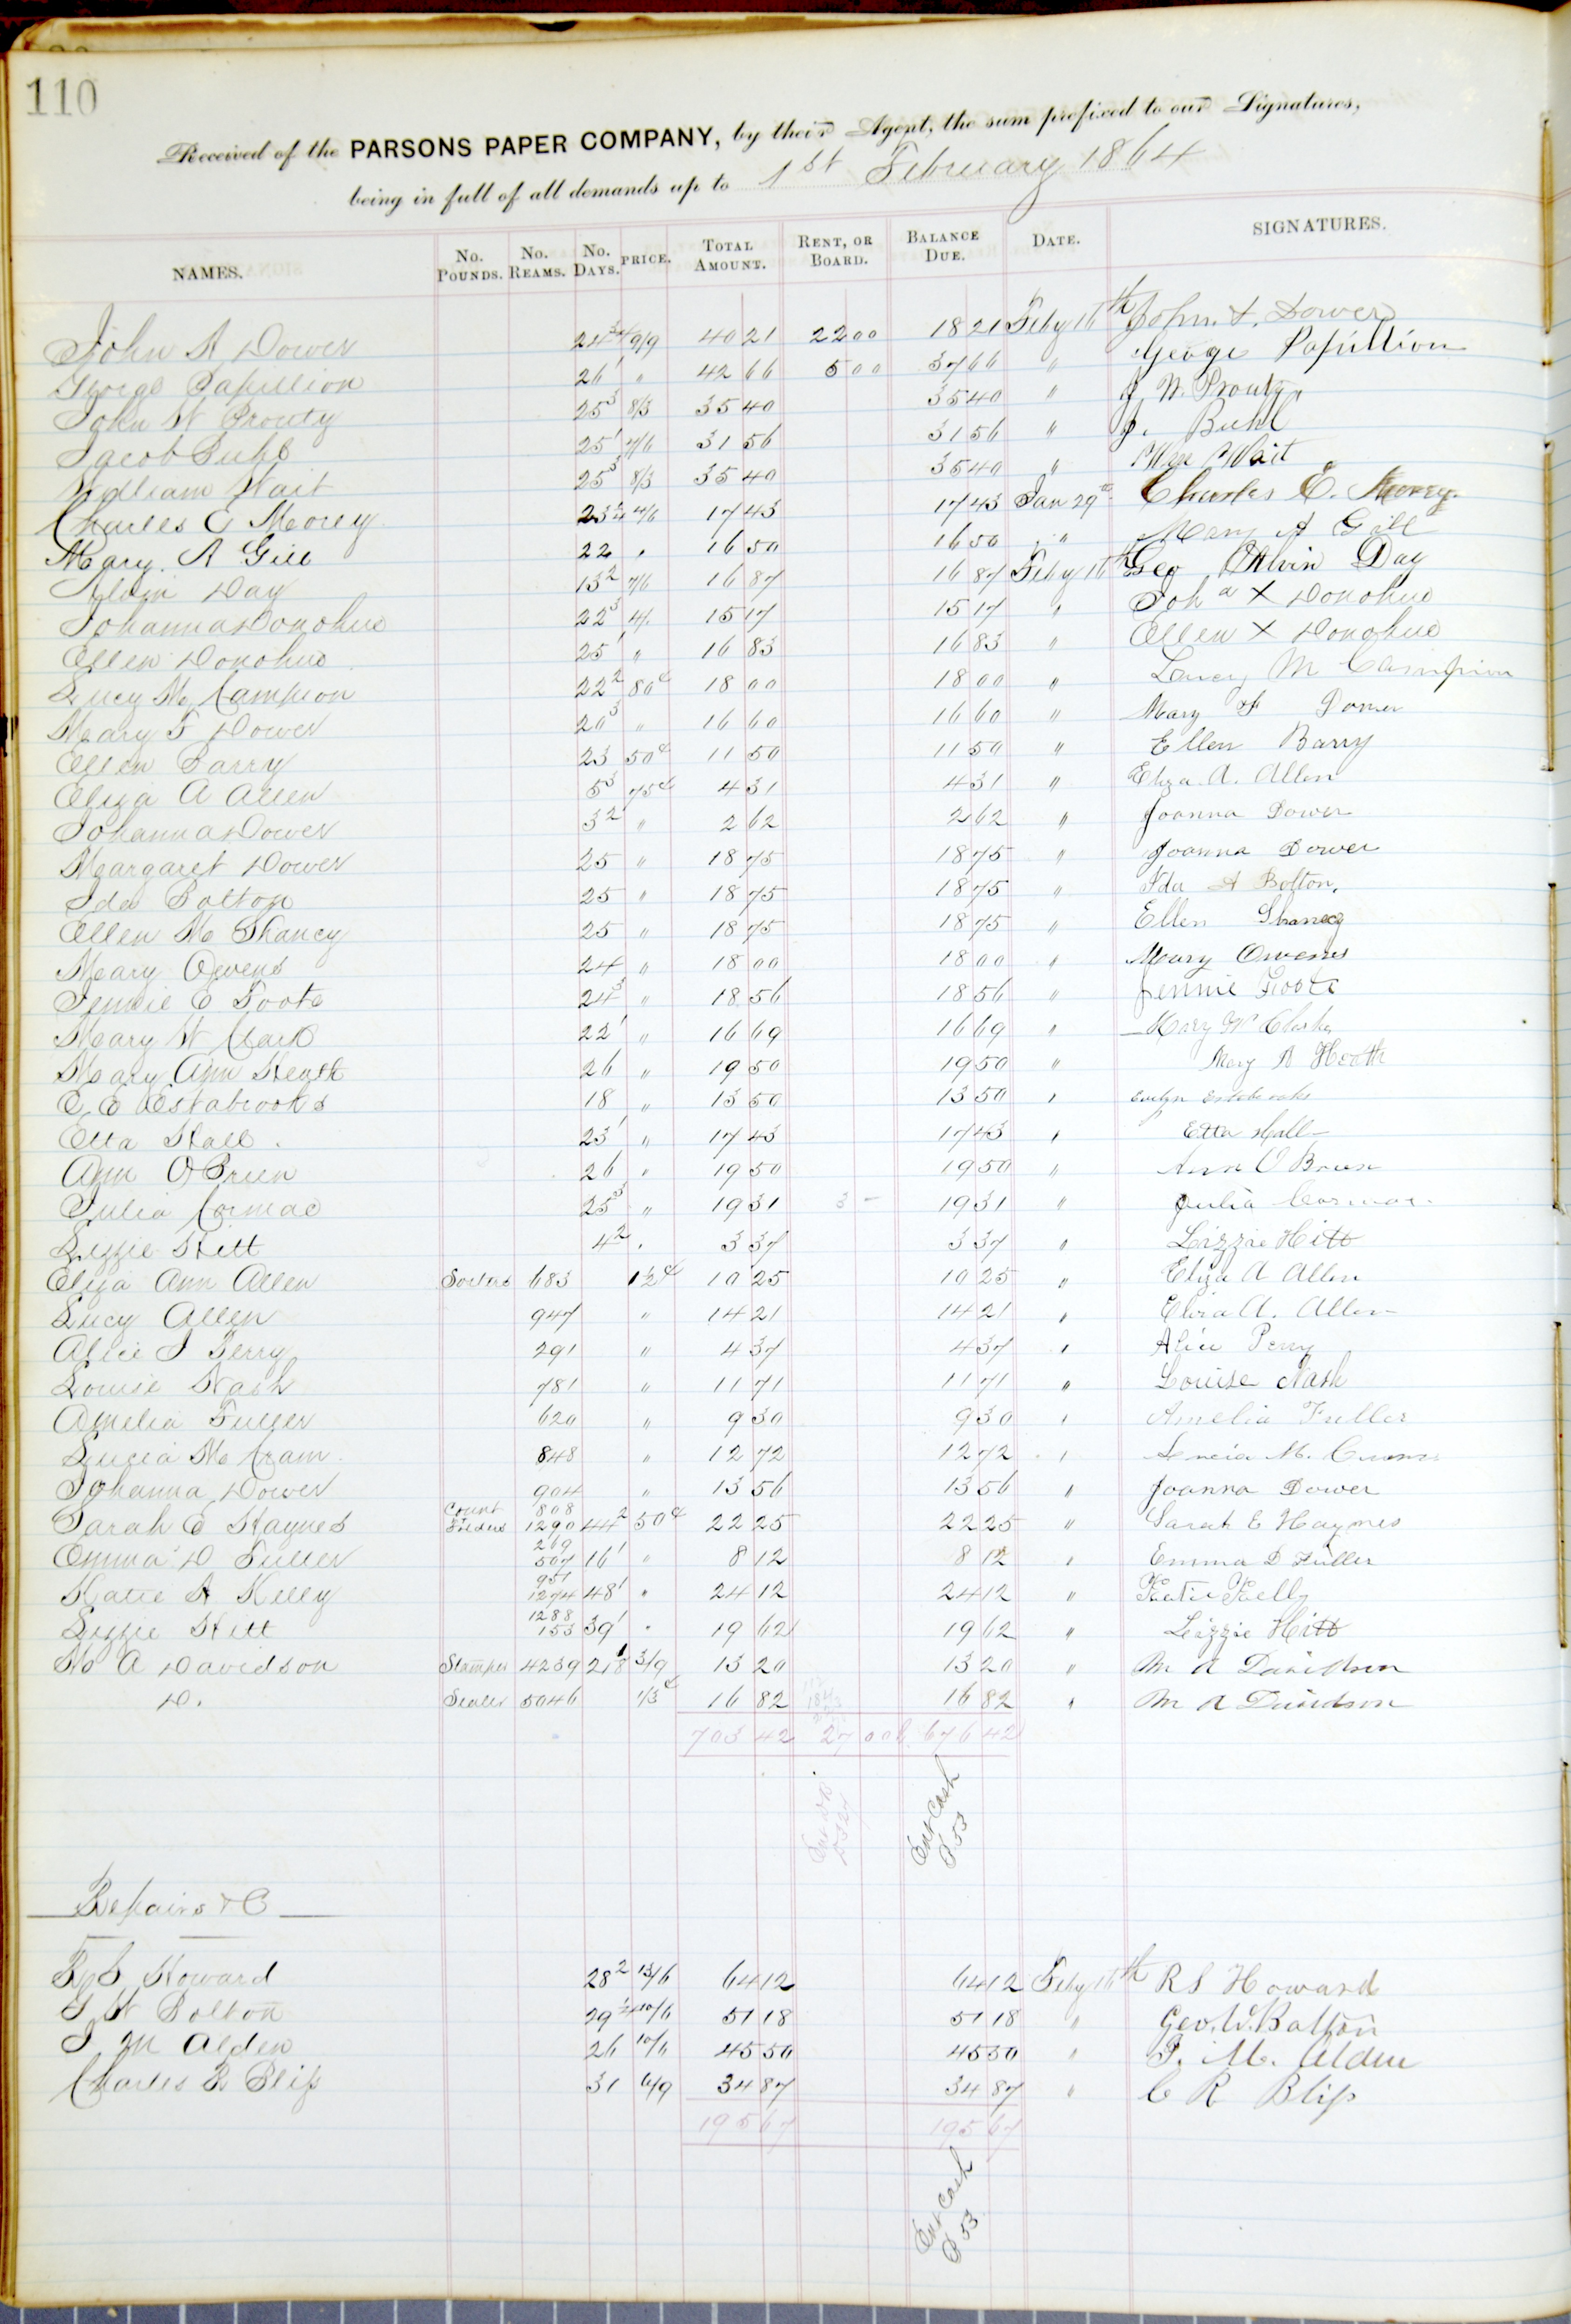 110
Received of the PARSONS PAPER COMPANY, by their Agent, the sum prefixed to our Signatures,
being in full of all demands up to 1st February 1864
NAMES. No. Pounds. No. Reams. No. Days. Price. Total Amount. Rent, or Board. Balance Due. Date. SIGNATURES.
John A Dower 24 3/4 9/9 40 21 22 00 18 21 Feby 16th John A. Dower
George Papillion 26 1 " 42 66 5 00 37 66 " George Papillion
John W Prouty 25 3 8/3 35 40 35 40 " J. W. Prouty
Jacob Buhl 25 1 7/6 31 56 31 56 " J. Buhl
William Wait 25 3 8/3 35 40 35 40 " Wm Wait
Charles E Morey 23 2/4 4/6 17 43 17 43 Jan 29th Charles E. Morey
Mary. A Gill 22 " 16 50 16 50 " Mary A Gill
Alvin Day 13 2 7/6 16 87 16 87 Feby 16th Geo Alvin Day
Johanna Donohue 22 3 4/. 15 17 15 17 " Joha X Donohue
Ellen Donohue 25 1 " 16 83 16 83 " Ellen X Donohue
Lucy M Campion 22 2 80c 18 00 18 00 " Lucy M Campion
Mary F Dower 20 3 " 16 60 16 60 " Mary F Dower
Ellen Barry 23 50c 11 50 11 50 " Ellen Barry
Eliza A Allen 5 3 75c 4 31 4 31 " Eliza. A. Allen
Johanna Dower 3 2 " 2 62 2 62 " Joanna Dower
Margaret Dower 25 " 18 75 18 75 " Joanna Dower
Ida Bolton 25 " 18 75 18 75 " Ida A Bolton.
Ellen M Shancy 25 " 18 75 18 75 " Ellen Shancy
Mary Owens 24 " 18 00 18 00 " Mary Owens
Jennie E Foote 24 3 " 18 56 18 56 " Jennie Foote
Mary W Clark 22 1 " 16 69 16 69 " Mary W Clark
Mary Ann Heath 26 " 19 50 19 50 " Mary A Heath
E. E Estabrooks 18 " 13 50 13 50 " Evelyn Estabrooks
Etta Hall. 23 1 " 17 43 17 43 " Etta Hall
Ann O'Brien 26 " 19 50 19 50 " Ann O Brien
Julia Cormac 25 3 " 19 31 3 – 19 31 " Julia Cormac
Lizzie Hitt 4 2 " 3 37 3 37 " Lizzie Hitt
Eliza Ann Allen Sorters 683 1½c 10 25 10 25 " Eliza A Allen
Lucy Allen 947 " 14 21 14 21 " Eliza A. Allen
Alice J Perry 291 " 4 37 4 37 " Alice Perry
Louise Nash 781 " 11 71 11 71 " Louise Nash
Amelia Fuller 620 " 9 30 9 30 " Amelia Fuller
Lucia M Cram. 848 " 12 72 12 72 " Lucia M. Cram
Johanna Dower 904 " 13 56 13 56 " Joanna Dower
Sarah E Haynes Count Folders 808 1290 44 2 50c 22 25 22 25 " Sarah E Haynes
Emma D Fuller 269 507 16 1 " 8 12 8 12 " Emma D Fuller
Katie A Kelly 951 1274 48 1 " 24 12 24 12 " Katie Kelly
Lizzie Hitt 1288 153 39 1 " 19 62 19 62 " Lizzie Hitt
M A Davidson Stamper 4239 3/9 13 20 13 20 " M A Davidson
D. Sealer 5046 1/3c 16 82 16 82 " M A Davidson
703 42 27 00 676 42
Ent Cash
P. 53
Repairs &C
R S Howard 28 2 13/6 64 12 64 12 Feby 16th R S Howard
G W Bolton 29 1/4 10/6 51 18 51 18 " Geo. W. Bolton
P M Alden 26 10/6 45 50 45 50 " P. M. Alden
Charles R Bliss 31 6/9 34 87 34 87 " C R Bliss
195 67 195 67
Ent Cash
P. 53